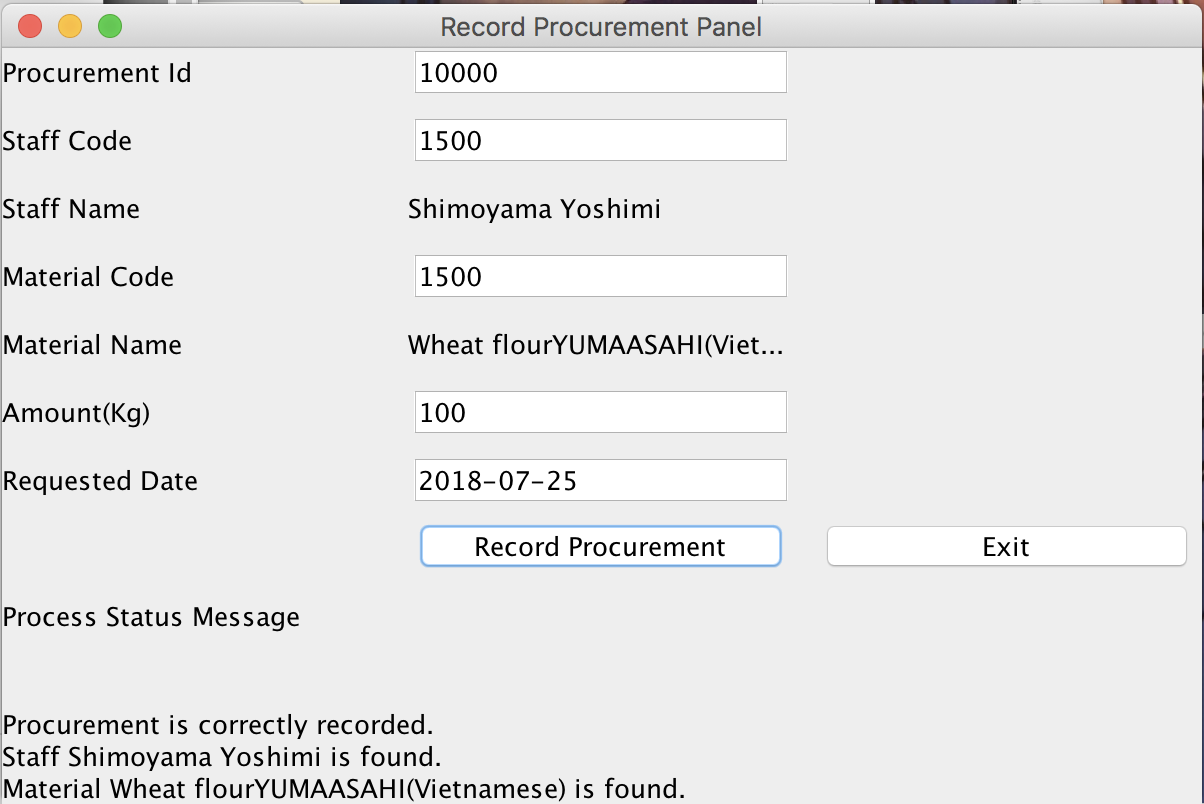 Record Procurement Panel
Procurement Id 10000
Staff Code 1500
Staff Name Shimoyama Yoshimi
Material Code 1500
Material Name Wheat flourYUMAASAHI(Viet...
Amount(Kg) 100
Requested Date 2018-07-25
Record Procurement Exit
Process Status Message
Procurement is correctly recorded.
Staff Shimoyama Yoshimi is found.
Material Wheat flourYUMAASAHI(Vietnamese) is found.